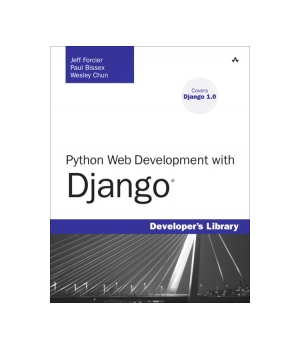 Jeff Forcier
Paul Bissex
Wesley Chun
Covers
Django 1.0
Python Web Development with
Django®
Developer's Library